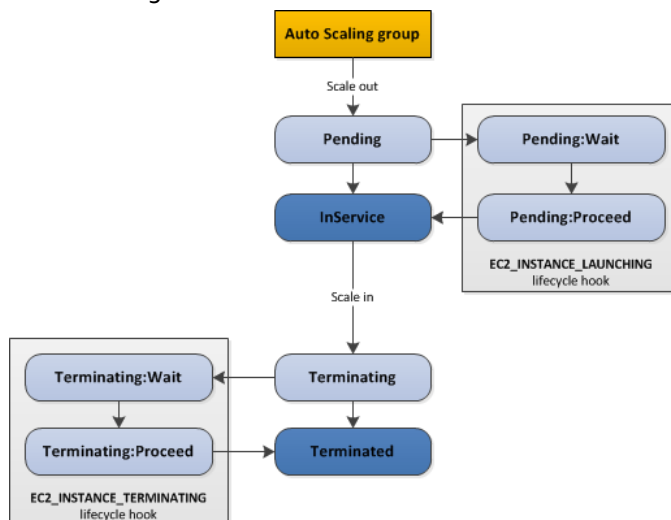 Auto Scaling group
Scale out
Pending
Pending:Wait
InService
Pending:Proceed
EC2_INSTANCE_LAUNCHING
lifecycle hook
Scale in
Terminating:Wait
Terminating
Terminating:Proceed
Terminated
EC2_INSTANCE_TERMINATING
lifecycle hook